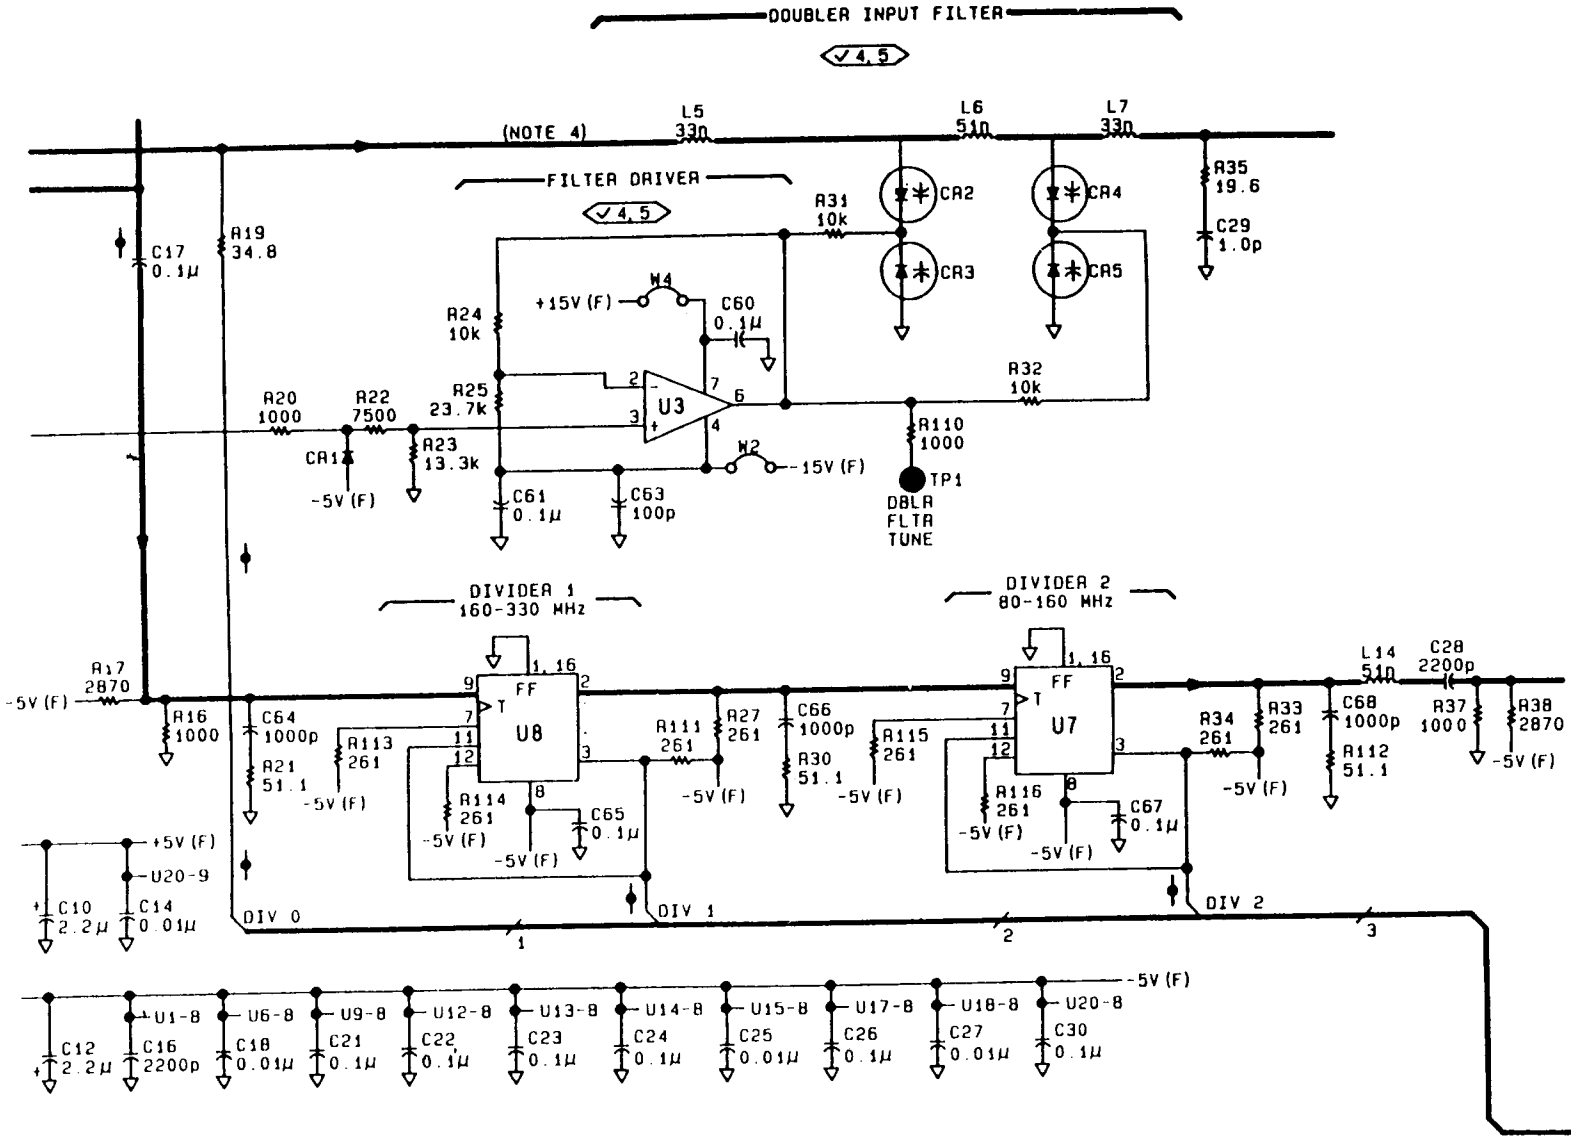 DOUBLER INPUT FILTER
✓ 4, 5
(NOTE 4)
L5
33n
L6
51n
L7
33n
FILTER DRIVER
✓ 4, 5
R31
10k
CR2
CR4
R35
19.6
C17
0.1µ
R19
34.8
CR3
CR5
C29
1.0p
W4
+15V(F)
C60
0.1µ
R24
10k
R32
10k
R20
1000
R22
7500
R25
23.7k
2
-
3
+
U3
7
6
4
R110
1000
CR1
R23
13.3k
-5V(F)
W2
-15V(F)
TP1
DBLR
FLTR
TUNE
C61
0.1µ
C63
100p
DIVIDER 1
160-330 MHz
DIVIDER 2
80-160 MHz
R17
2870
-5V(F)
R16
1000
C64
1000p
R21
51.1
R113
261
-5V(F)
9
7
11
12
1, 16
FF
T
U8
2
3
8
R114
261
-5V(F)
-5V(F)
C65
0.1µ
R111
261
R27
261
-5V(F)
C66
1000p
R30
51.1
R115
261
-5V(F)
9
7
11
12
1, 16
FF
T
U7
2
3
8
R116
261
-5V(F)
-5V(F)
C67
0.1µ
R34
261
R33
261
-5V(F)
C68
1000p
R112
51.1
L14
51n
C28
2200p
R37
1000
R38
2870
-5V(F)
+5V(F)
U20-9
C10
2.2µ
+
C14
0.01µ
DIV 0
DIV 1
DIV 2
1
2
3
-5V(F)
U1-8
U6-8
U9-8
U12-8
U13-8
U14-8
U15-8
U17-8
U18-8
U20-8
C12
2.2µ
+
C16
2200p
C18
0.01µ
C21
0.1µ
C22
0.1µ
C23
0.1µ
C24
0.1µ
C25
0.01µ
C26
0.1µ
C27
0.01µ
C30
0.1µ